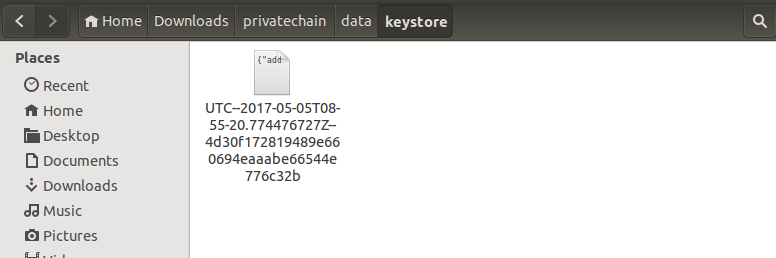 Home Downloads privatechain data keystore
Places
Recent
Home
Desktop
Documents
Downloads
Music
Pictures
{"add
UTC--2017-05-05T08-
55-20.774476727Z--
4d30f172819489e66
0694eaaabe66544e
776c32b